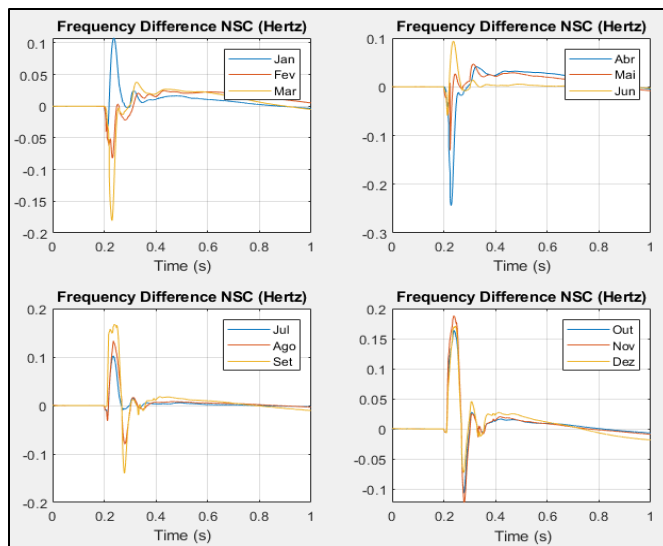 Frequency Difference NSC (Hertz)
0.1
0.05
0
-0.05
-0.1
-0.15
-0.2
0 0.2 0.4 0.6 0.8 1
Time (s)
Jan
Fev
Mar
Frequency Difference NSC (Hertz)
0.1
0
-0.1
-0.2
-0.3
0 0.2 0.4 0.6 0.8 1
Time (s)
Abr
Mai
Jun
Frequency Difference NSC (Hertz)
0.2
0.1
0
-0.1
-0.2
0 0.2 0.4 0.6 0.8 1
Time (s)
Jul
Ago
Set
Frequency Difference NSC (Hertz)
0.2
0.15
0.1
0.05
0
-0.05
-0.1
0 0.2 0.4 0.6 0.8 1
Time (s)
Out
Nov
Dez